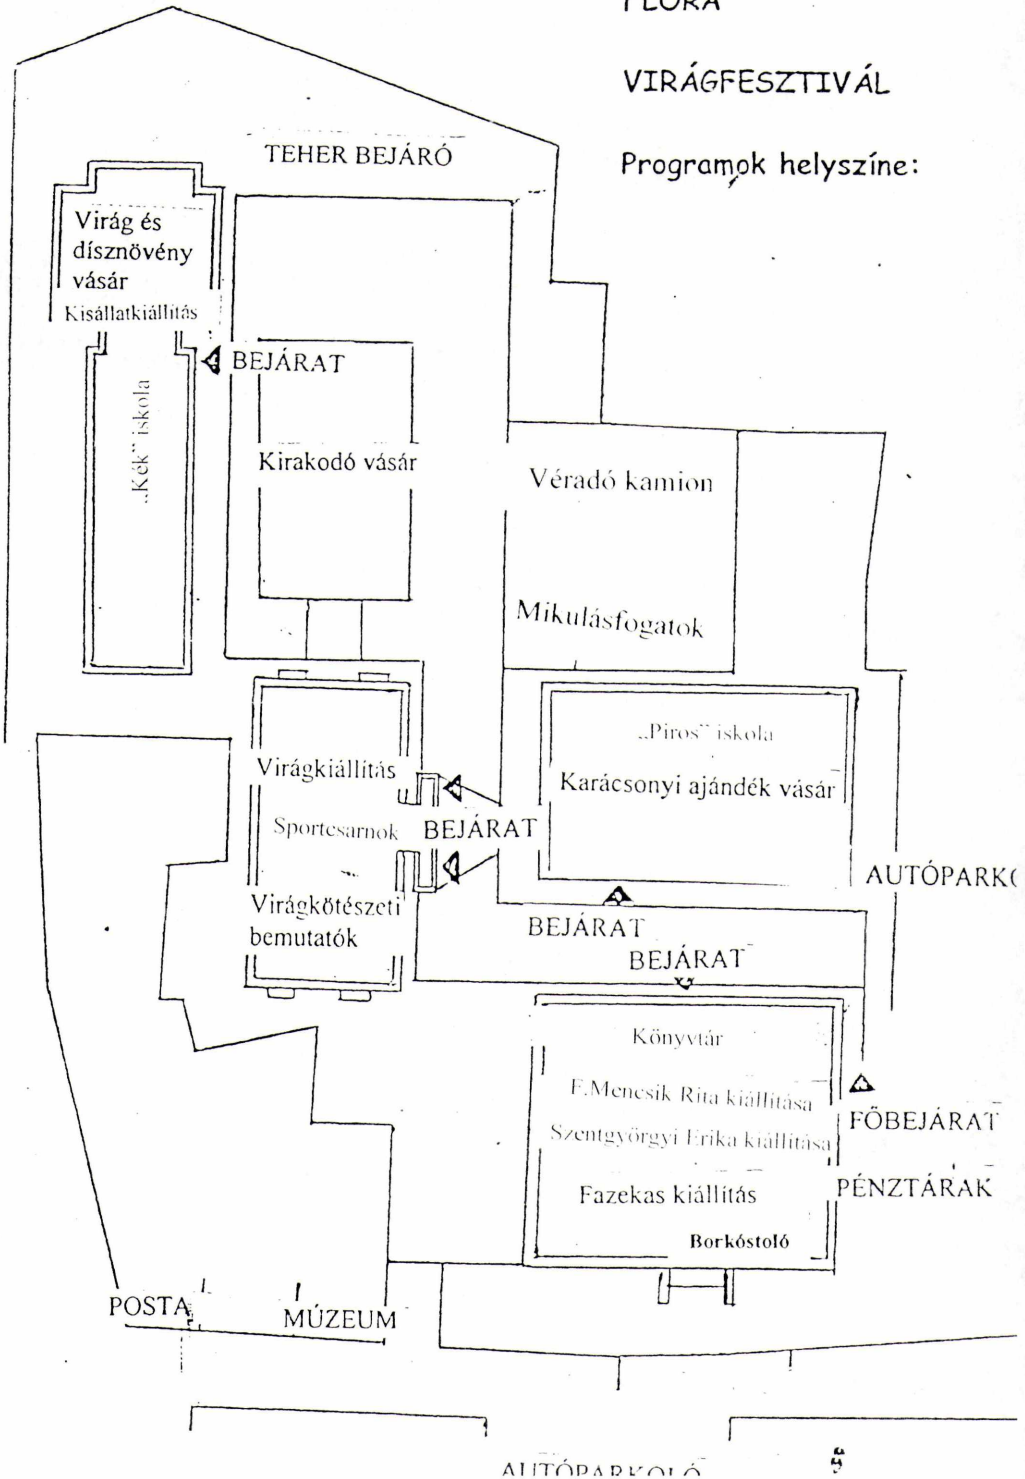 FLÓRA
VIRÁGFESZTIVÁL
Programok helyszíne:
TEHER BEJÁRÓ
Virág és
dísznövény
vásár
Kisállatkiállítás
BEJÁRAT
„Kék” iskola
Kirakodó vásár
Véradó kamion
Mikulásfogatok
„Piros” iskola
Karácsonyi ajándék vásár
Virágkiállítás
Sportcsarnok
BEJÁRAT
Virágkötészeti
bemutatók
AUTÓPARKO
BEJÁRAT
BEJÁRAT
Könyvtár
F.Mencsik Rita kiállítása
Szentgyörgyi Erika kiállítása
Fazekas kiállítás
Borkóstoló
FŐBEJÁRAT
PÉNZTÁRAK
POSTA
MÚZEUM
AUTÓPARKOLÓ